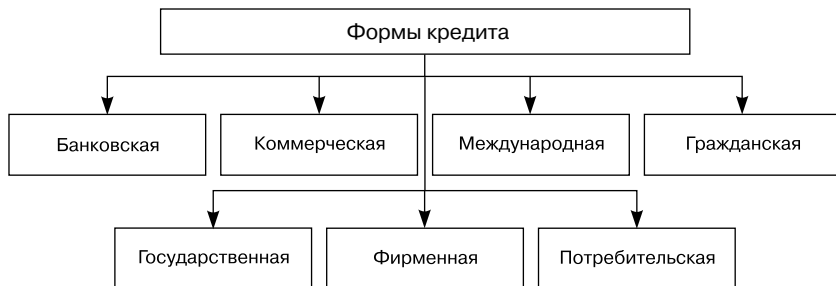 Формы кредита
Банковская
Коммерческая
Международная
Гражданская
Государственная
Фирменная
Потребительская